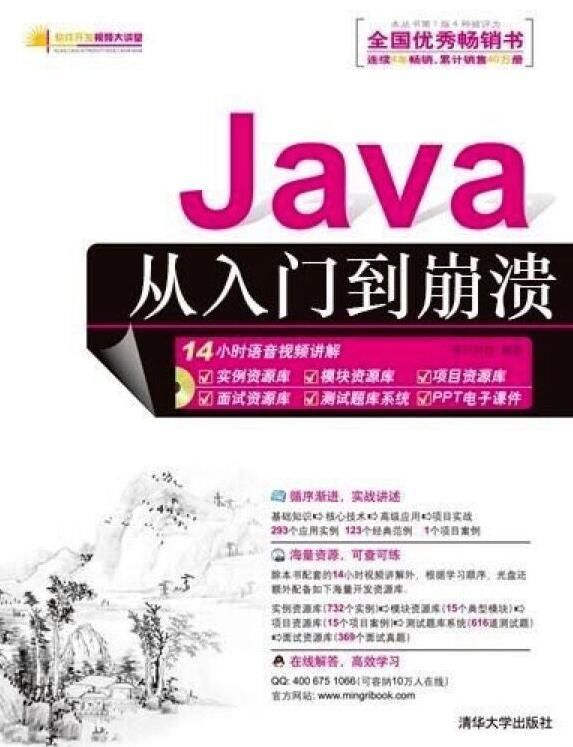 软件开发视频大讲堂
本丛书第1版4种被评为
全国优秀畅销书
连续4年畅销,累计销售40万册
Java
从入门到崩溃
14小时语音视频讲解
实例资源库 模块资源库 项目资源库
面试资源库 测试题库系统 PPT电子课件
循序渐进，实战讲述
基础知识 核心技术 高级应用 项目实战
293个应用实例 123个经典范例 1个项目案例
海量资源，可查可练
除本书配套的14小时视频讲解外，根据学习顺序，光盘还
额外配备如下海量开发资源库。
实例资源库(732个实例) 模块资源库(15个典型模块)
项目资源库(15个项目案例) 测试题库系统(616道测试题)
面试资源库(369个面试真题)
在线解答，高效学习
QQ: 400 675 1066(可容纳10万人在线)
官方网站: www.mingribook.com
清华大学出版社